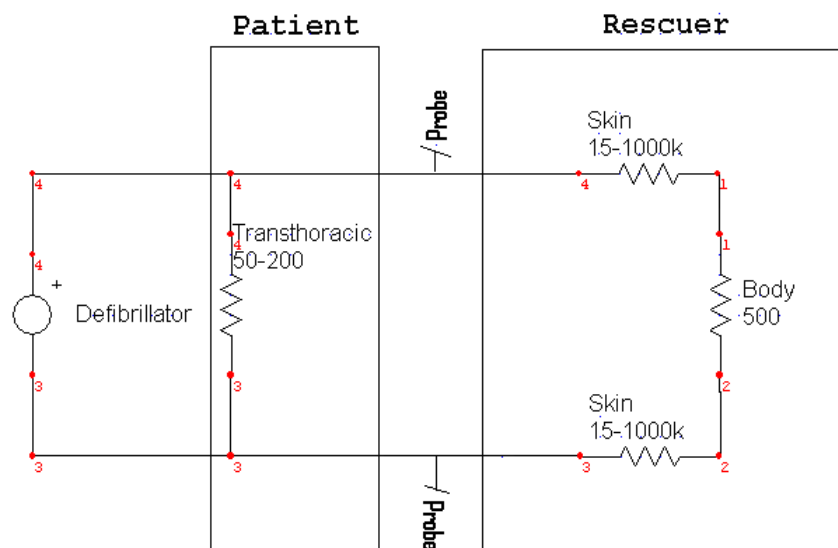 Patient
Rescuer
Probe
Skin
15-1000k
4
4
4
1
4
Transthoracic
50-200
1
4
+
Defibrillator
Body
500
3
3
2
Skin
15-1000k
3
3
3
2
Probe